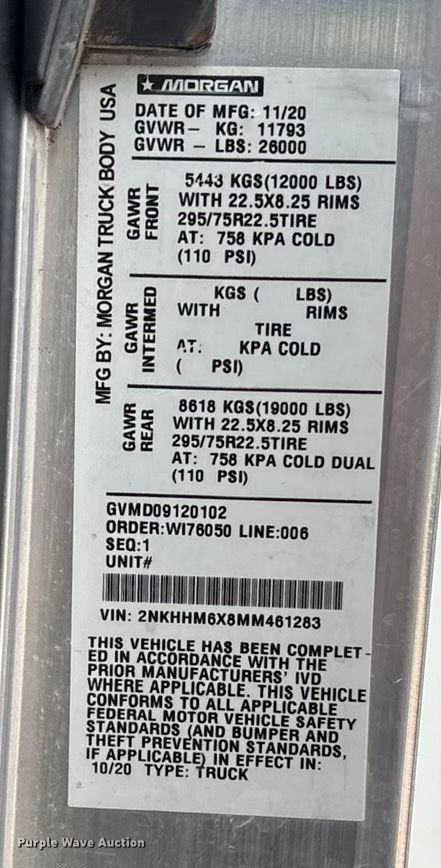 ★ MORGAN
DATE OF MFG: 11/20
GVWR- KG: 11793
GVWR - LBS: 26000
MFG BY: MORGAN TRUCK BODY USA
GAWR FRONT
5443 KGS(12000 LBS)
WITH 22.5X8.25 RIMS
295/75R22.5TIRE
AT: 758 KPA COLD
(110 PSI)
GAWR INTERMED
KGS ( LBS)
WITH RIMS
TIRE
AT: KPA COLD
( PSI)
GAWR REAR
8618 KGS(19000 LBS)
WITH 22.5X8.25 RIMS
295/75R22.5TIRE
AT: 758 KPA COLD DUAL
(110 PSI)
GVMD09120102
ORDER:WI76050 LINE:006
SEQ:1
UNIT#
VIN: 2NKHHM6X8MM461283
THIS VEHICLE HAS BEEN COMPLET-
ED IN ACCORDANCE WITH THE
PRIOR MANUFACTURERS' IVD
WHERE APPLICABLE. THIS VEHICLE
CONFORMS TO ALL APPLICABLE
FEDERAL MOTOR VEHICLE SAFETY
STANDARDS (AND BUMPER AND
THEFT PREVENTION STANDARDS,
IF APPLICABLE) IN EFFECT IN:
10/20 TYPE: TRUCK
Purple Wave Auction